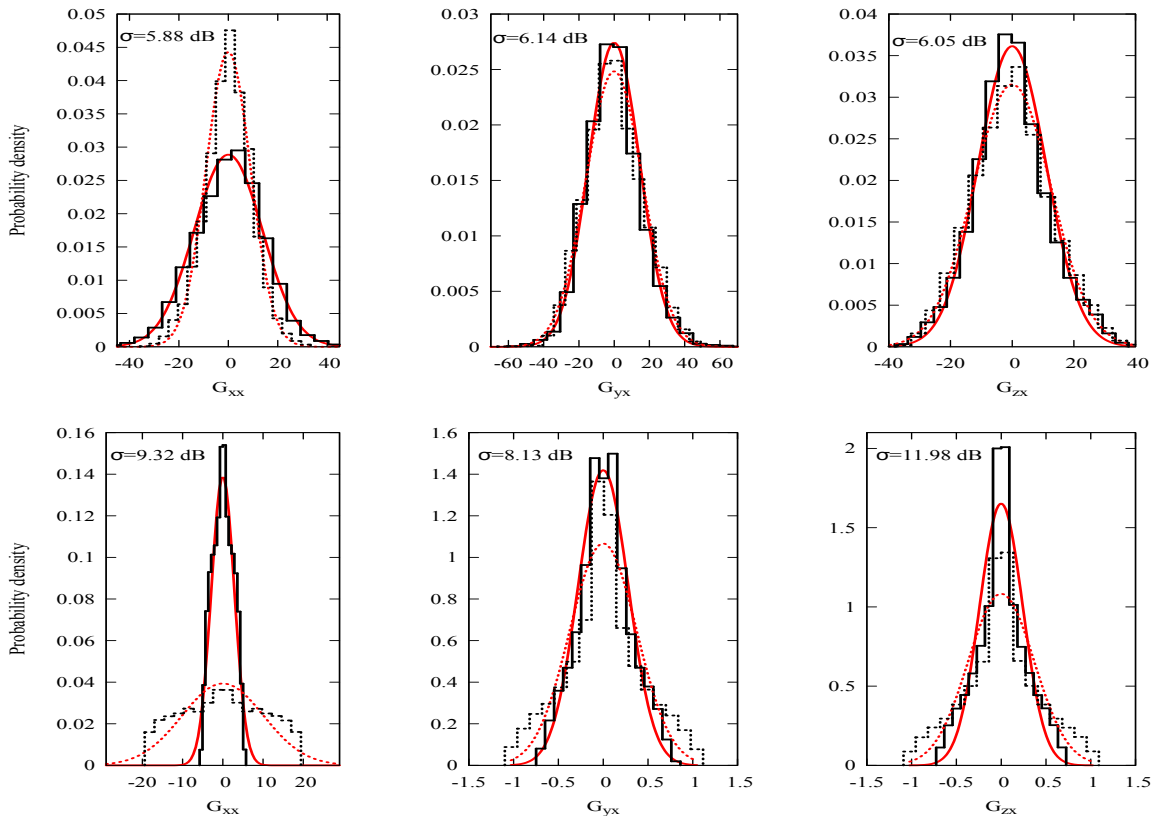 0.05
0.045
0.04
0.035
0.03
0.025
0.02
0.015
0.01
0.005
0
σ=5.88 dB
-40 -20 0 20 40
Gxx
Probability density
0.03
0.025
0.02
0.015
0.01
0.005
0
σ=6.14 dB
-60 -40 -20 0 20 40 60
Gyx
0.04
0.035
0.03
0.025
0.02
0.015
0.01
0.005
0
σ=6.05 dB
-40 -20 0 20 40
Gzx
0.16
0.14
0.12
0.1
0.08
0.06
0.04
0.02
0
σ=9.32 dB
-20 -10 0 10 20
Gxx
Probability density
1.6
1.4
1.2
1
0.8
0.6
0.4
0.2
0
σ=8.13 dB
-1.5 -1 -0.5 0 0.5 1 1.5
Gyx
2
1.5
1
0.5
0
σ=11.98 dB
-1.5 -1 -0.5 0 0.5 1 1.5
Gzx